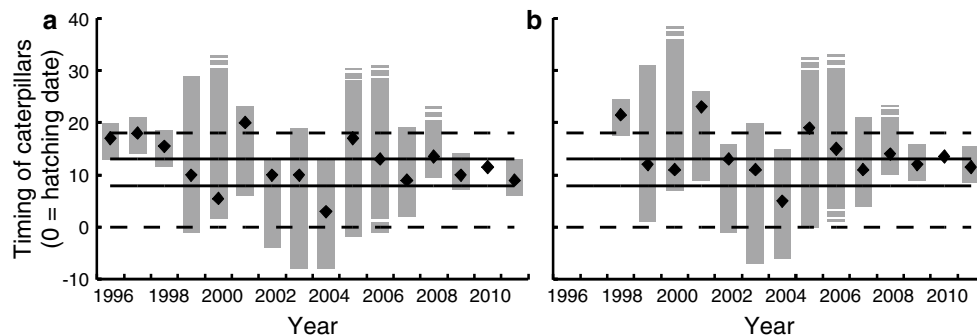 a
b
Timing of caterpillars
(0 = hatching date)
40
30
20
10
0
-10
1996 1998 2000 2002 2004 2006 2008 2010
1996 1998 2000 2002 2004 2006 2008 2010
Year
Year